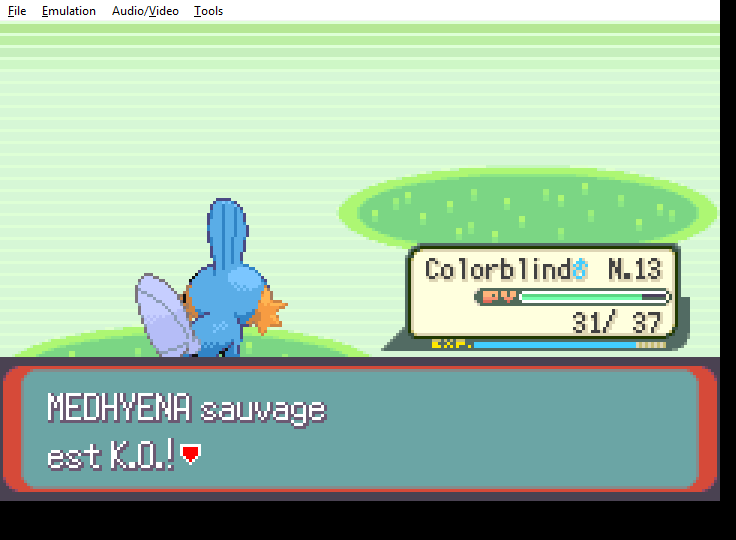 File Emulation Audio/Video Tools
Colorblind♂ N.13
PV
31/ 37
EXP.
MEDHYENA sauvage
est K.O.!